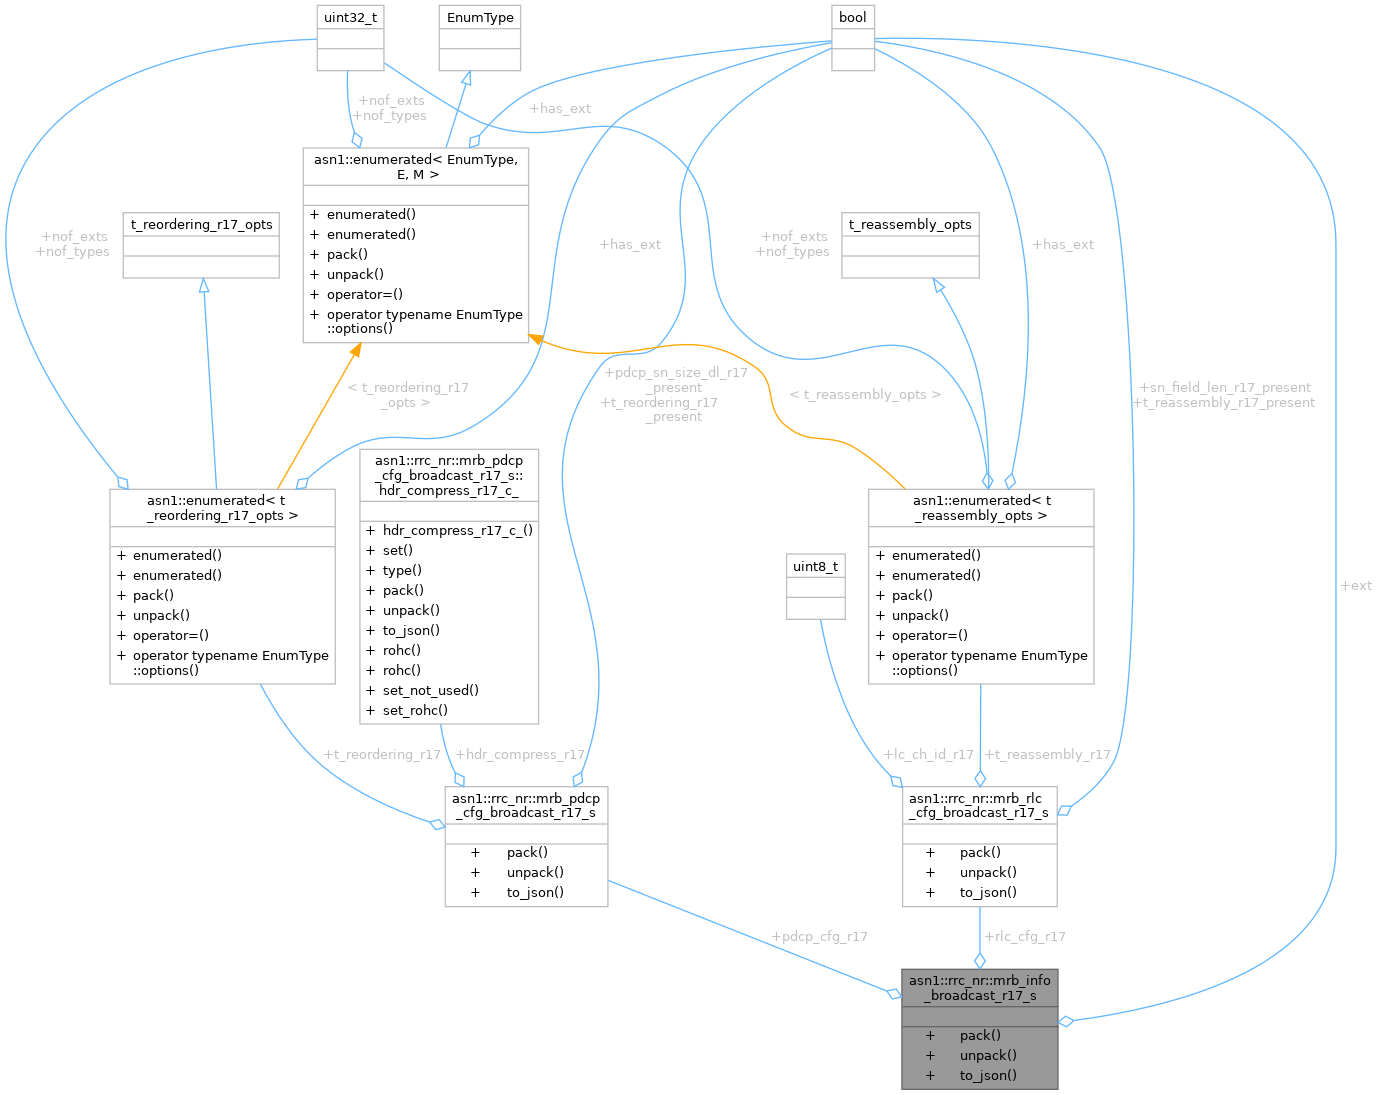 uint32_t
EnumType
bool
+nof_exts
+nof_types
+has_ext
asn1::enumerated< EnumType,
E, M >
+ enumerated()
+ enumerated()
+ pack()
+ unpack()
+ operator=()
+ operator typename EnumType
::options()
t_reordering_r17_opts
t_reassembly_opts
+nof_exts
+nof_types
+has_ext
+nof_exts
+nof_types
+has_ext
< t_reordering_r17
_opts >
+pdcp_sn_size_dl_r17
_present
+t_reordering_r17
_present
< t_reassembly_opts >
+sn_field_len_r17_present
+t_reassembly_r17_present
asn1::rrc_nr::mrb_pdcp
_cfg_broadcast_r17_s::
hdr_compress_r17_c_
+ hdr_compress_r17_c_()
+ set()
+ type()
+ pack()
+ unpack()
+ to_json()
+ rohc()
+ rohc()
+ set_not_used()
+ set_rohc()
asn1::enumerated< t
_reordering_r17_opts >
+ enumerated()
+ enumerated()
+ pack()
+ unpack()
+ operator=()
+ operator typename EnumType
::options()
uint8_t
asn1::enumerated< t
_reassembly_opts >
+ enumerated()
+ enumerated()
+ pack()
+ unpack()
+ operator=()
+ operator typename EnumType
::options()
+ext
+t_reordering_r17
+hdr_compress_r17
+lc_ch_id_r17
+t_reassembly_r17
asn1::rrc_nr::mrb_pdcp
_cfg_broadcast_r17_s
+ pack()
+ unpack()
+ to_json()
asn1::rrc_nr::mrb_rlc
_cfg_broadcast_r17_s
+ pack()
+ unpack()
+ to_json()
+pdcp_cfg_r17
+rlc_cfg_r17
asn1::rrc_nr::mrb_info
_broadcast_r17_s
+ pack()
+ unpack()
+ to_json()